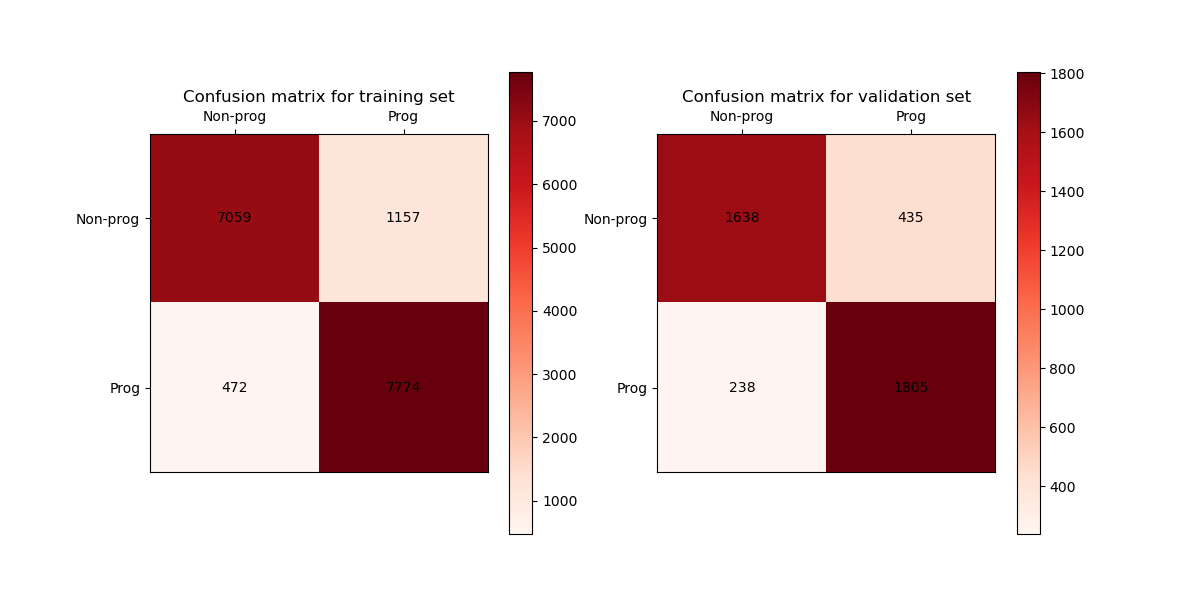 Confusion matrix for training set
Non-prog Prog
Non-prog 7059 1157
Prog 472 7774
7000
6000
5000
4000
3000
2000
1000
Confusion matrix for validation set
Non-prog Prog
Non-prog 1638 435
Prog 238 1805
1800
1600
1400
1200
1000
800
600
400